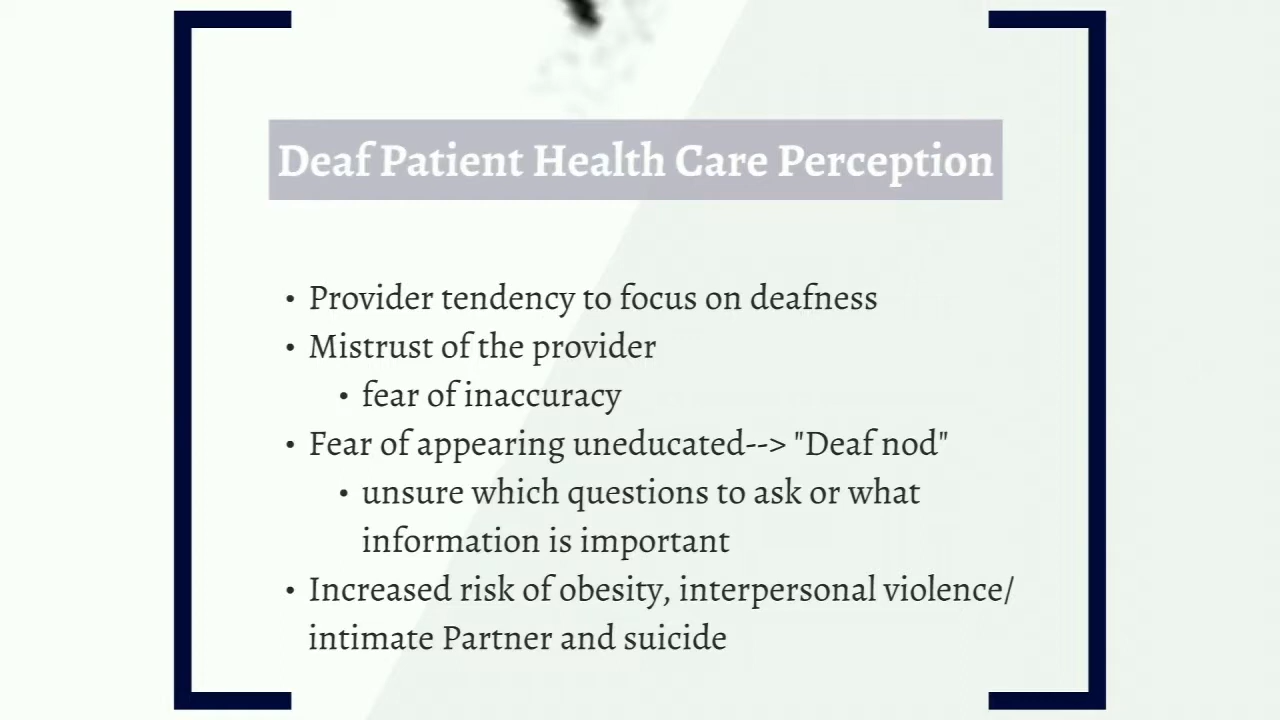 Deaf Patient Health Care Perception
• Provider tendency to focus on deafness
• Mistrust of the provider
• fear of inaccuracy
• Fear of appearing uneducated--> "Deaf nod"
• unsure which questions to ask or what
information is important
• Increased risk of obesity, interpersonal violence/
intimate Partner and suicide